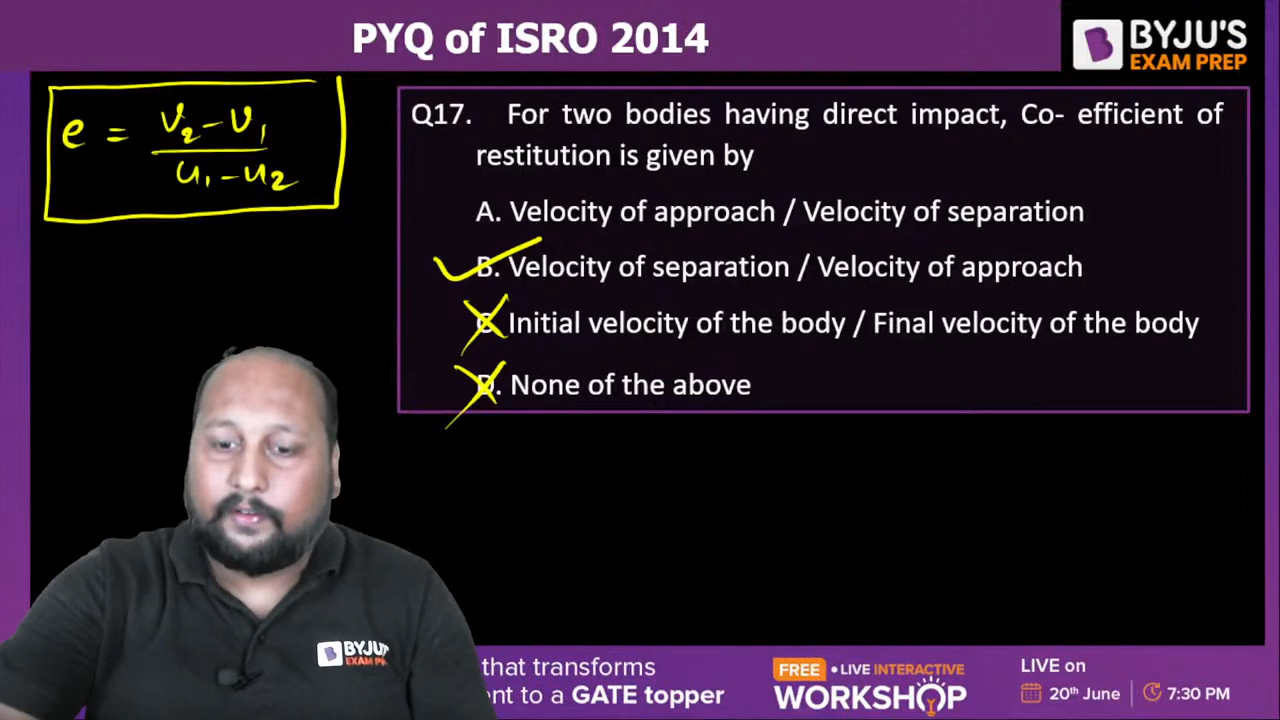 PYQ of ISRO 2014
BYJU'S
EXAM PREP
e = v₂ - v₁ / u₁ - u₂
Q17. For two bodies having direct impact, Co- efficient of
restitution is given by
A. Velocity of approach / Velocity of separation
B. Velocity of separation / Velocity of approach
C. Initial velocity of the body / Final velocity of the body
D. None of the above
BYJU'
EXAM PRE
that transforms
nt to a GATE topper
FREE • LIVE INTERACTIVE
WORKSHOP
LIVE on
20th June | 7:30 PM